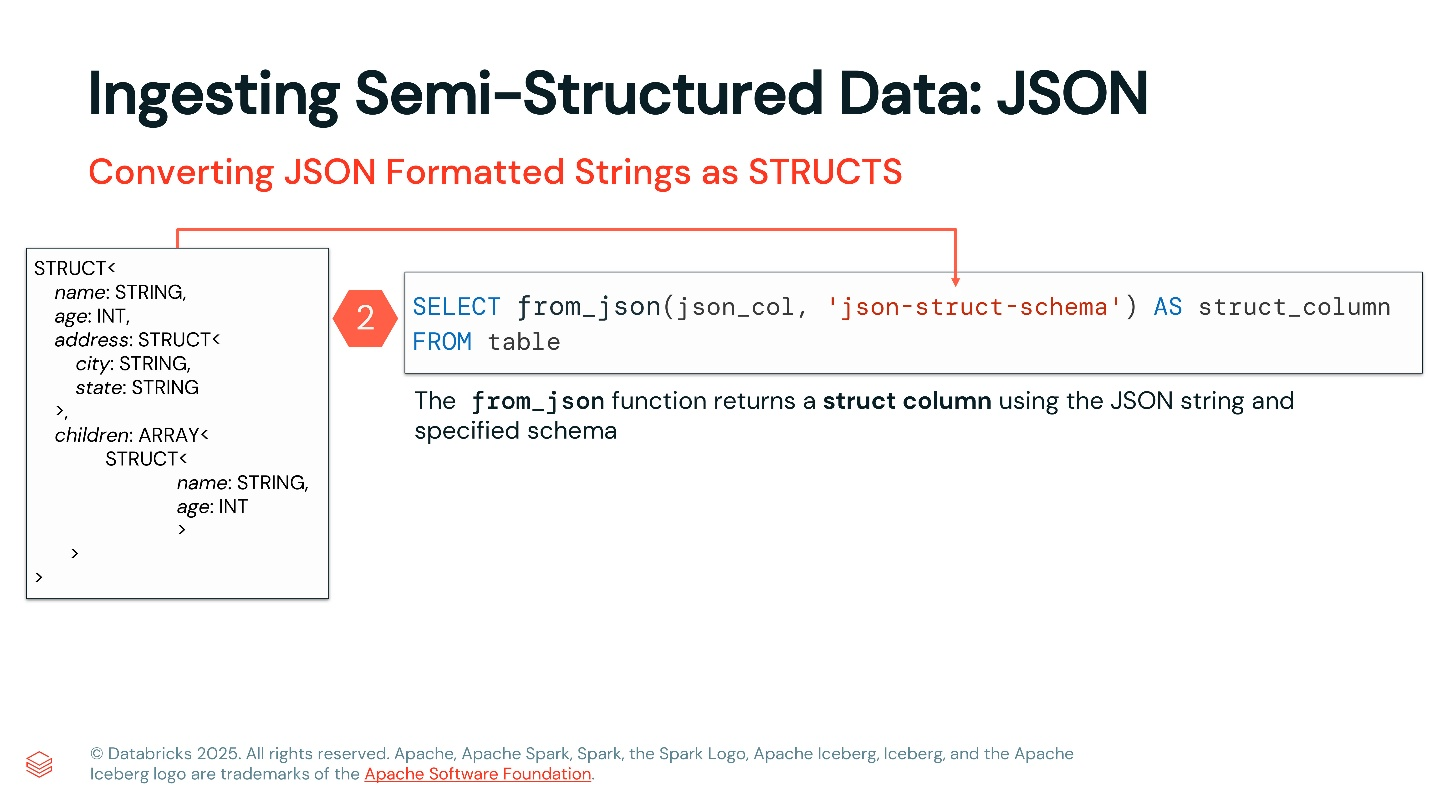 Ingesting Semi-Structured Data: JSON
Converting JSON Formatted Strings as STRUCTS
STRUCT<
name: STRING,
age: INT,
address: STRUCT<
city: STRING,
state: STRING
>,
children: ARRAY<
STRUCT<
name: STRING,
age: INT
>
>
>
2
SELECT from_json(json_col, 'json-struct-schema') AS struct_column
FROM table
The from_json function returns a struct column using the JSON string and
specified schema
© Databricks 2025. All rights reserved. Apache, Apache Spark, Spark, the Spark Logo, Apache Iceberg, Iceberg, and the Apache
Iceberg logo are trademarks of the Apache Software Foundation.